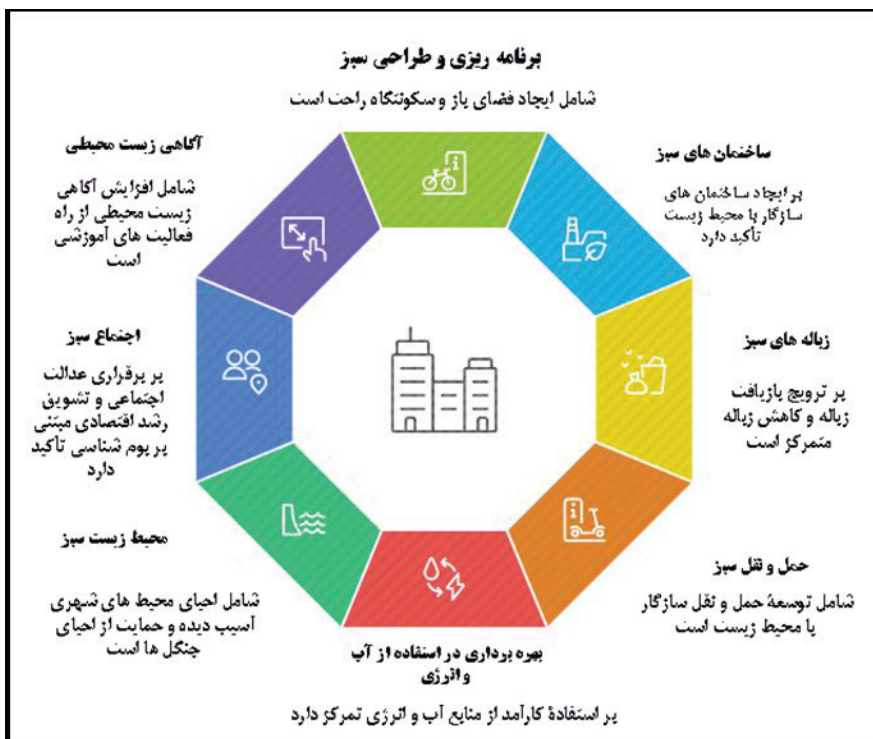 برنامه ریزی و طراحی سبز
شامل ایجاد فضای باز و سکونتگاه راحت است
ساختمان های سبز
بر ایجاد ساختمان های
سازگار با محیط زیست
تأکید دارد
زباله های سبز
بر ترویج بازیافت
زباله و کاهش زباله
متمرکز است
حمل و نقل سبز
شامل توسعۀ حمل و نقل سازگار
با محیط زیست است
بهره برداری در استفاده از آب
و انرژی
بر استفادۀ کارآمد از منابع آب و انرژی تمرکز دارد
محیط زیست سبز
شامل احیای محیط های شهری
آسیب دیده و حمایت از احیای
جنگل ها است
اجتماع سبز
بر برقراری عدالت
اجتماعی و تشویق
رشد اقتصادی مبتنی
بر بوم شناسی تأکید
دارد
آگاهی زیست محیطی
شامل افزایش آگاهی
زیست محیطی از راه
فعالیت های آموزشی
است